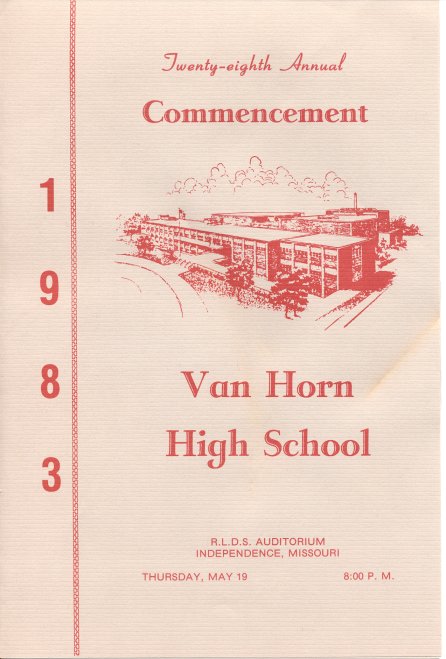 Twenty-eighth Annual
Commencement
1
9
8
3
Van Horn
High School
R.L.D.S. AUDITORIUM
INDEPENDENCE, MISSOURI
THURSDAY, MAY 19 8:00 P. M.